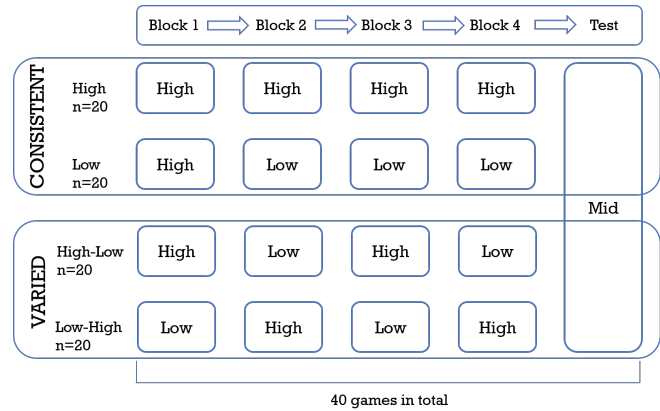 Block 1 Block 2 Block 3 Block 4 Test
CONSISTENT
High High High High High
n=20
Low High Low Low Low
n=20
Mid
VARIED
High-Low High Low High Low
n=20
Low-High Low High Low High
n=20
40 games in total